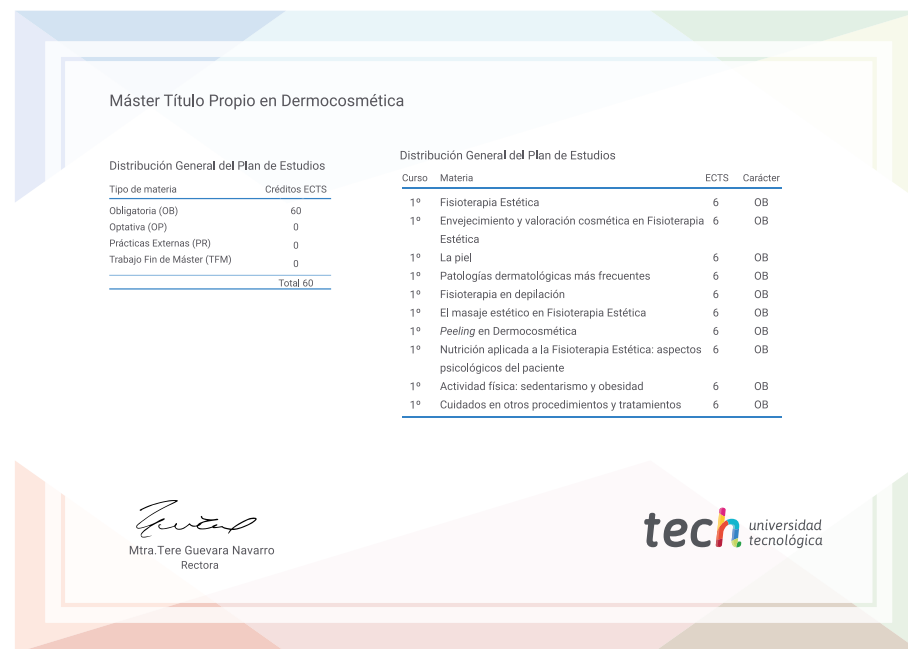 Máster Título Propio en Dermocosmética
Distribución General del Plan de Estudios
Tipo de materia Créditos ECTS
Obligatoria (OB) 60
Optativa (OP) 0
Prácticas Externas (PR) 0
Trabajo Fin de Máster (TFM) 0
Total 60
Distribución General del Plan de Estudios
Curso Materia ECTS Carácter
1º Fisioterapia Estética 6 OB
1º Envejecimiento y valoración cosmética en Fisioterapia 6 OB
Estética
1º La piel 6 OB
1º Patologías dermatológicas más frecuentes 6 OB
1º Fisioterapia en depilación 6 OB
1º El masaje estético en Fisioterapia Estética 6 OB
1º Peeling en Dermocosmética 6 OB
1º Nutrición aplicada a la Fisioterapia Estética: aspectos 6 OB
psicológicos del paciente
1º Actividad física: sedentarismo y obesidad 6 OB
1º Cuidados en otros procedimientos y tratamientos 6 OB
Mtra.Tere Guevara Navarro
Rectora
tech universidad
tecnológica